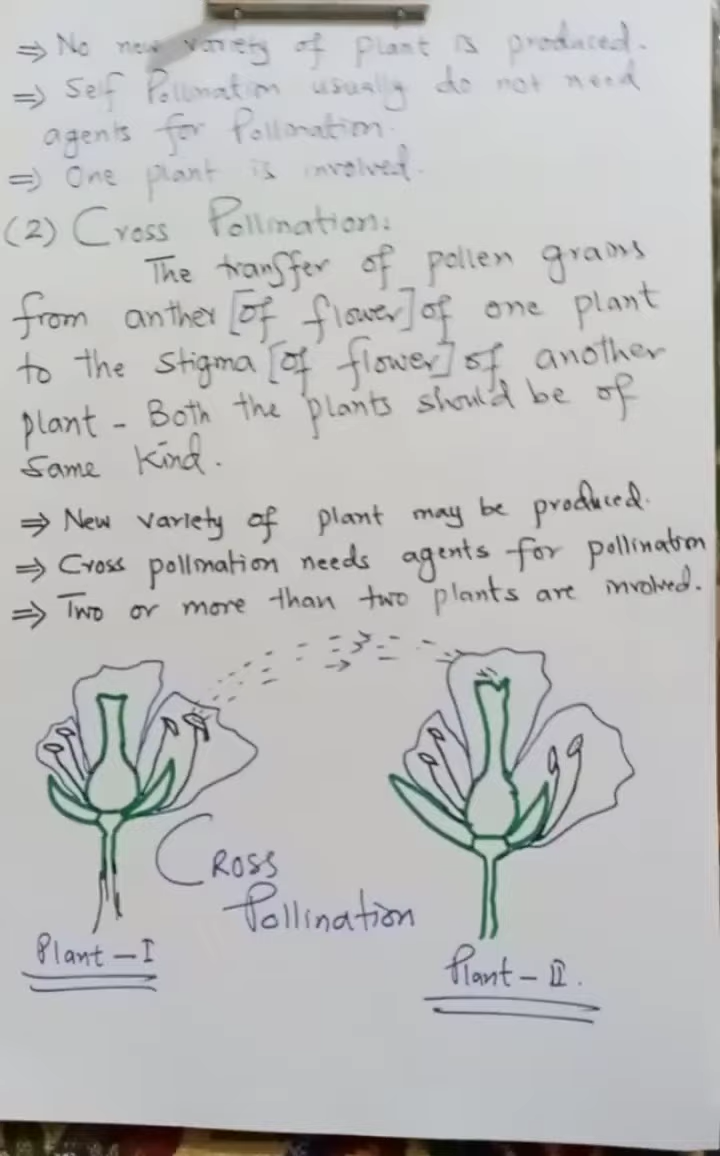 ⇒ No new variety of plant is produced.
⇒ Self Pollination usually do not need
agents for Pollination.
⇒ One plant is involved.
(2) Cross Pollination:
The transfer of pollen grains
from anther [of flower] of one plant
to the stigma [of flower] of another
plant - Both the plants should be of
same kind.
⇒ New variety of plant may be produced.
⇒ Cross pollination needs agents for pollination
⇒ Two or more than two plants are involved.
Cross
Pollination
Plant - I
Plant - II.